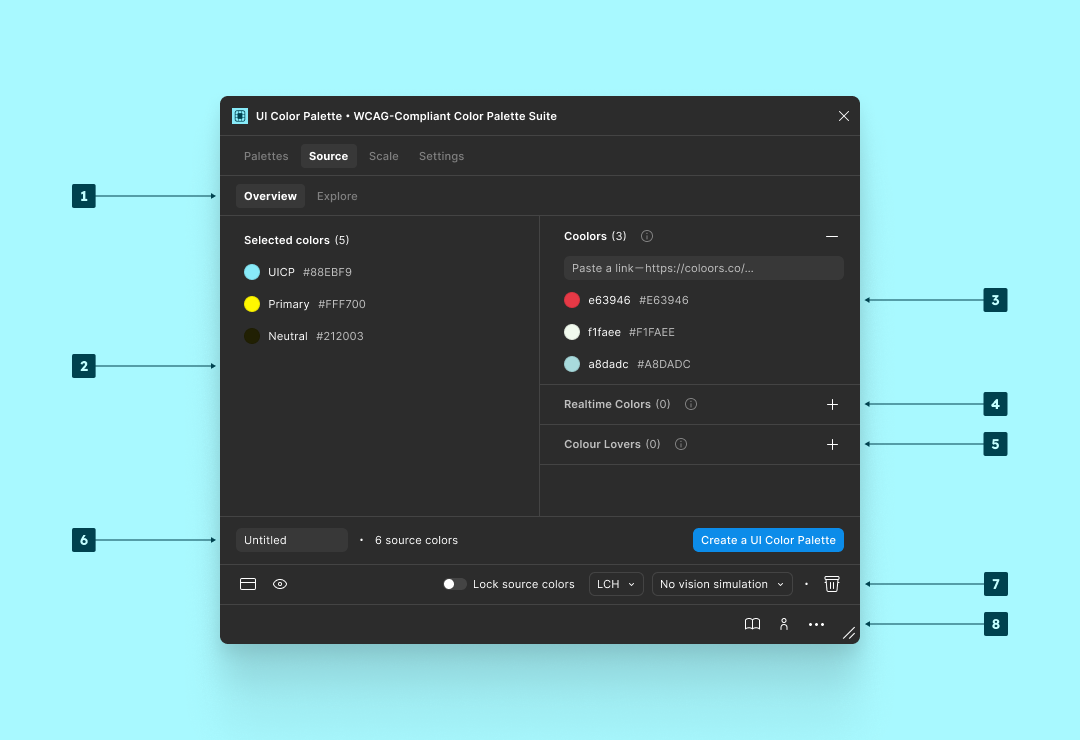 UI Color Palette • WCAG-Compliant Color Palette Suite
Palettes Source Scale Settings
1
Overview Explore
Selected colors (5)
UICP #88EBF9
Primary #FFF700
Neutral #212003
2
Coolors (3)
Paste a link—https://coloors.co/...
e63946 #E63946
3
f1faee #F1FAEE
a8dadc #A8DADC
Realtime Colors (0)
4
Colour Lovers (0)
5
6
Untitled • 6 source colors Create a UI Color Palette
Lock source colors LCH No vision simulation •
7
8